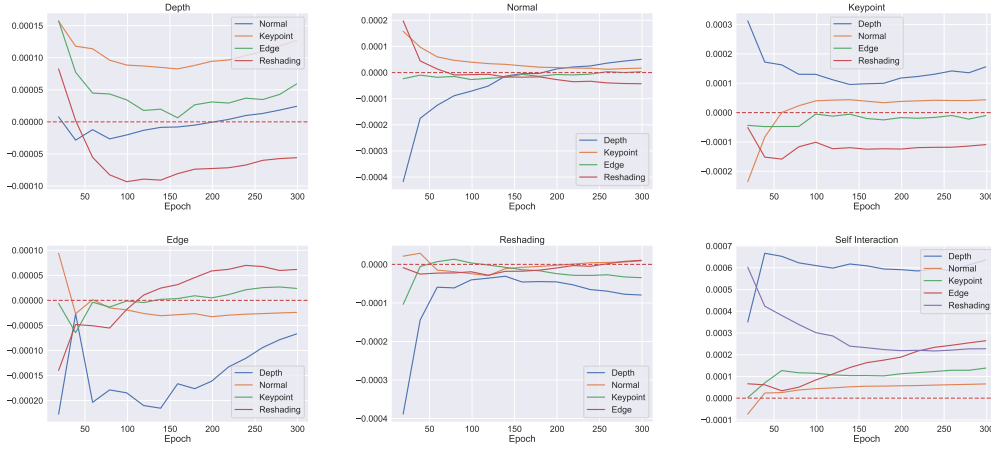 Depth
0.00015
0.00010
0.00005
0.00000
−0.00005
−0.00010
50 100 150 200 250 300
Epoch
Normal
Keypoint
Edge
Reshading
Normal
0.0002
0.0001
0.0000
−0.0001
−0.0002
−0.0003
−0.0004
50 100 150 200 250 300
Epoch
Depth
Keypoint
Edge
Reshading
Keypoint
0.0003
0.0002
0.0001
0.0000
−0.0001
−0.0002
50 100 150 200 250 300
Epoch
Depth
Normal
Edge
Reshading
Edge
0.00010
0.00005
0.00000
−0.00005
−0.00010
−0.00015
−0.00020
50 100 150 200 250 300
Epoch
Depth
Normal
Keypoint
Reshading
Reshading
0.0000
−0.0001
−0.0002
−0.0003
−0.0004
50 100 150 200 250 300
Epoch
Depth
Normal
Keypoint
Edge
Self Interaction
0.0007
0.0006
0.0005
0.0004
0.0003
0.0002
0.0001
0.0000
−0.0001
50 100 150 200 250 300
Epoch
Depth
Normal
Keypoint
Edge
Reshading